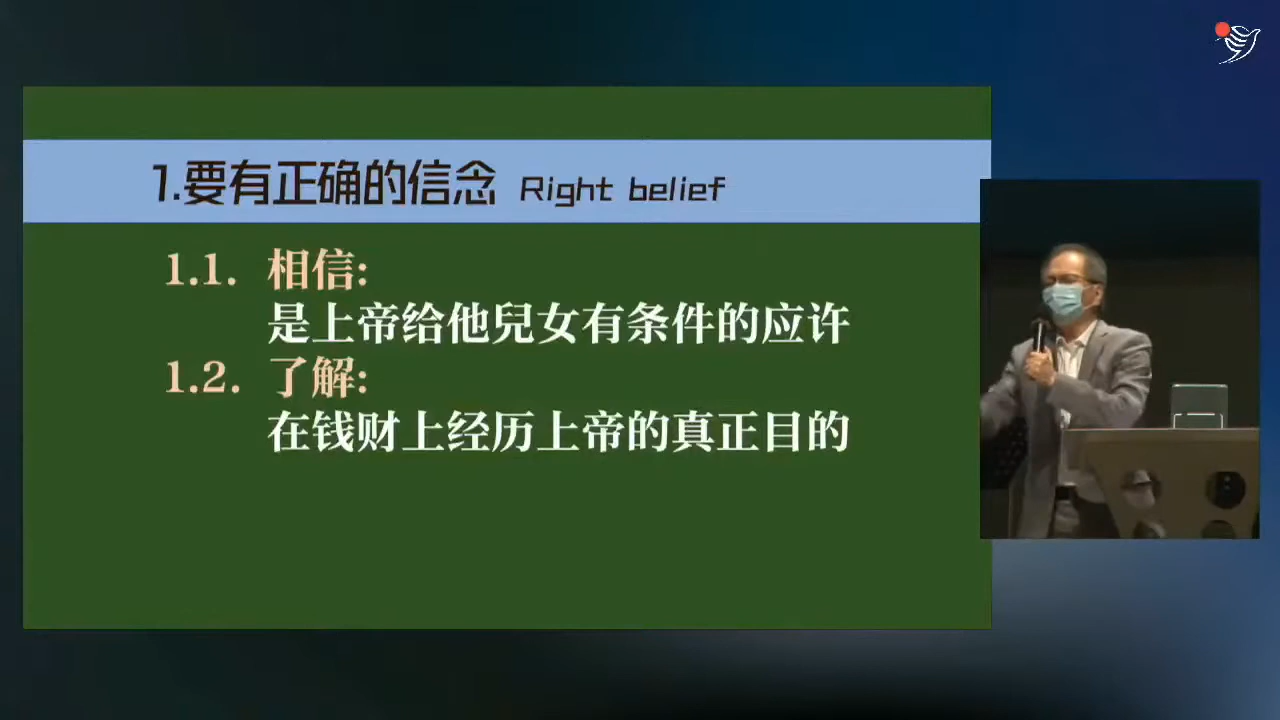 1.要有正确的信念 Right belief
1.1. 相信:
是上帝给他兒女有条件的应许
1.2. 了解:
在钱财上经历上帝的真正目的